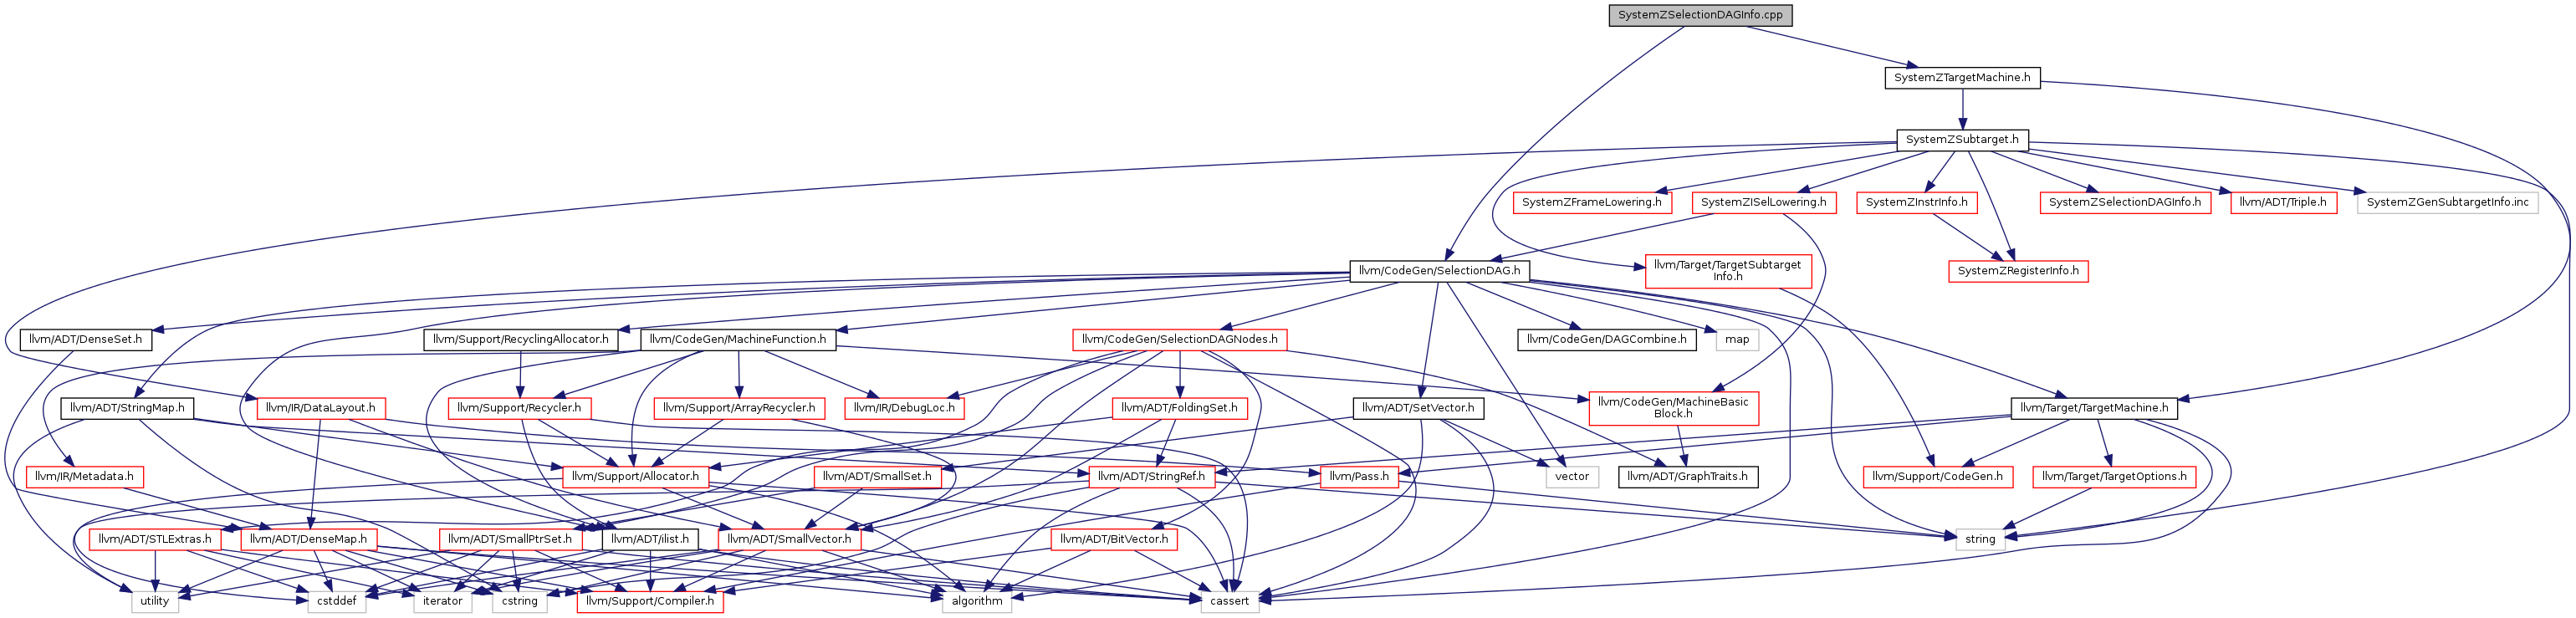 SystemZSelectionDAGInfo.cpp
SystemZTargetMachine.h
SystemZSubtarget.h
SystemZFrameLowering.h
SystemZISelLowering.h
SystemZInstrInfo.h
SystemZSelectionDAGInfo.h
llvm/ADT/Triple.h
SystemZGenSubtargetInfo.inc
llvm/CodeGen/SelectionDAG.h
llvm/Target/TargetSubtarget
Info.h
SystemZRegisterInfo.h
llvm/ADT/DenseSet.h
llvm/Support/RecyclingAllocator.h
llvm/CodeGen/MachineFunction.h
llvm/CodeGen/SelectionDAGNodes.h
llvm/CodeGen/DAGCombine.h
map
llvm/ADT/StringMap.h
llvm/IR/DataLayout.h
llvm/Support/Recycler.h
llvm/Support/ArrayRecycler.h
llvm/IR/DebugLoc.h
llvm/ADT/FoldingSet.h
llvm/ADT/SetVector.h
llvm/CodeGen/MachineBasic
Block.h
llvm/Target/TargetMachine.h
llvm/IR/Metadata.h
llvm/Support/Allocator.h
llvm/ADT/SmallSet.h
llvm/ADT/StringRef.h
llvm/Pass.h
vector
llvm/ADT/GraphTraits.h
llvm/Support/CodeGen.h
llvm/Target/TargetOptions.h
llvm/ADT/STLExtras.h
llvm/ADT/DenseMap.h
llvm/ADT/SmallPtrSet.h
llvm/ADT/ilist.h
llvm/ADT/SmallVector.h
llvm/ADT/BitVector.h
string
utility
cstddef
iterator
cstring
llvm/Support/Compiler.h
algorithm
cassert